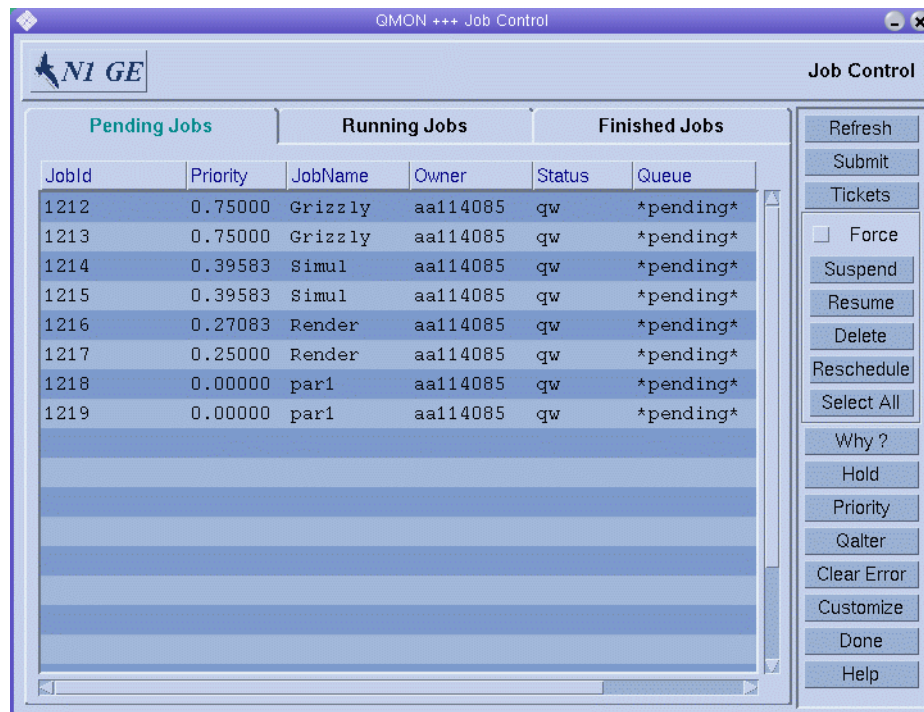 QMON +++ Job Control
N1 GE
Job Control
Pending Jobs Running Jobs Finished Jobs
JobId Priority JobName Owner Status Queue
1212 0.75000 Grizzly aa114085 qw *pending*
1213 0.75000 Grizzly aa114085 qw *pending*
1214 0.39583 Simul aa114085 qw *pending*
1215 0.39583 Simul aa114085 qw *pending*
1216 0.27083 Render aa114085 qw *pending*
1217 0.25000 Render aa114085 qw *pending*
1218 0.00000 par1 aa114085 qw *pending*
1219 0.00000 par1 aa114085 qw *pending*
Refresh
Submit
Tickets
Force
Suspend
Resume
Delete
Reschedule
Select All
Why ?
Hold
Priority
Qalter
Clear Error
Customize
Done
Help